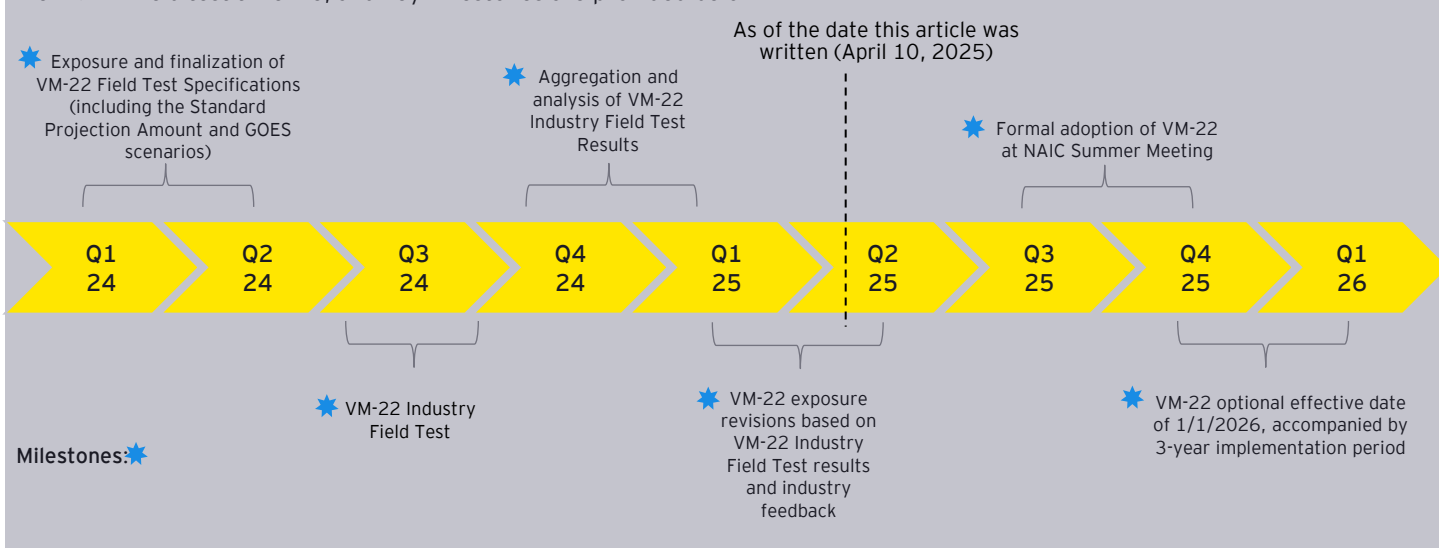 As of the date this article was
written (April 10, 2025)
Exposure and finalization of
VM-22 Field Test Specifications
(including the Standard
Projection Amount and GOES
scenarios)
Aggregation and
analysis of VM-22
Industry Field Test
Results
Formal adoption of VM-22
at NAIC Summer Meeting
Q1
24
Q2
24
Q3
24
Q4
24
Q1
25
Q2
25
Q3
25
Q4
25
Q1
26
VM-22 Industry
Field Test
VM-22 exposure
revisions based on
VM-22 Industry
Field Test results
and industry
feedback
VM-22 optional effective date
of 1/1/2026, accompanied by
3-year implementation period
Milestones: